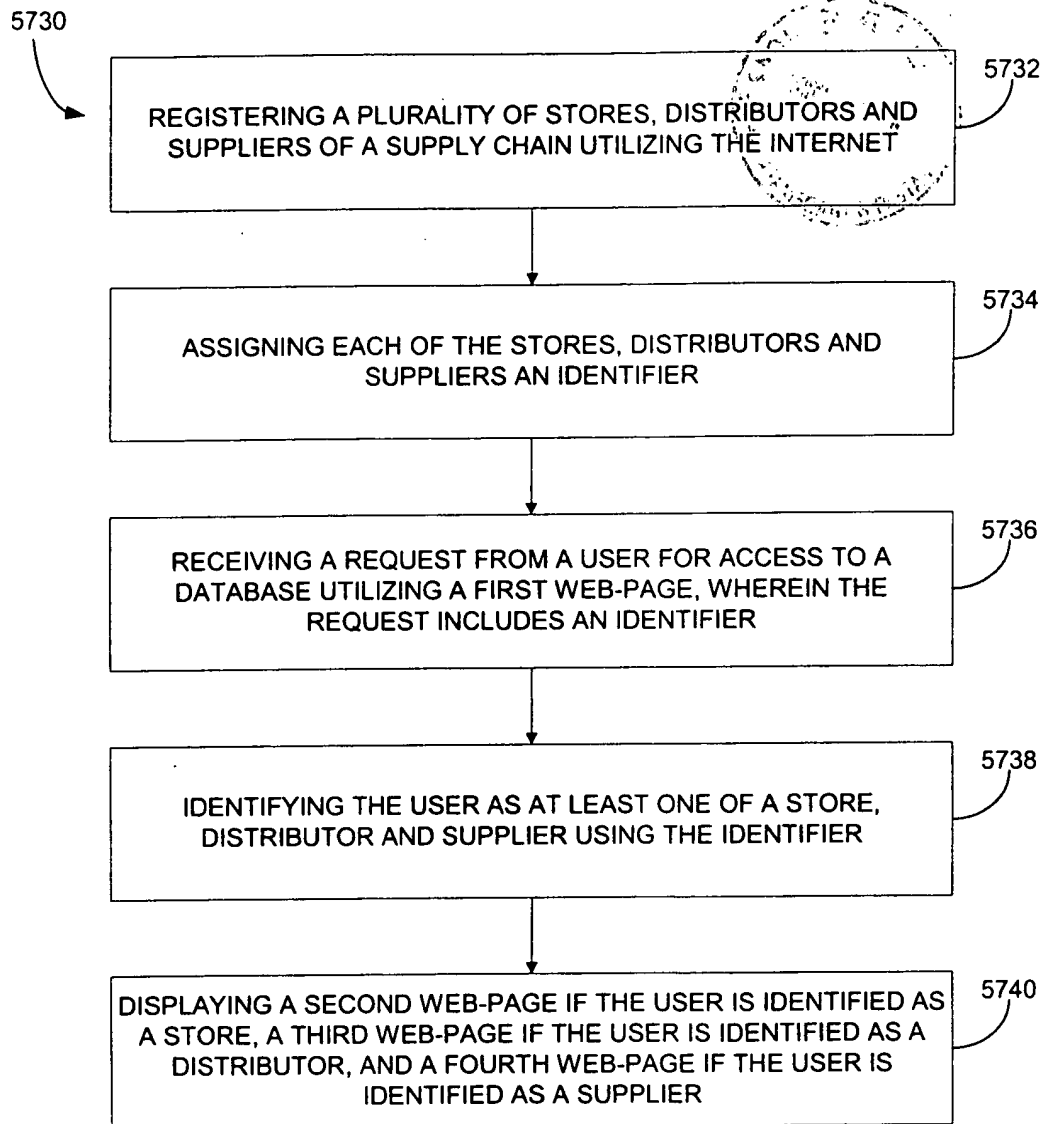 5730
5732
REGISTERING A PLURALITY OF STORES, DISTRIBUTORS AND
SUPPLIERS OF A SUPPLY CHAIN UTILIZING THE INTERNET
5734
ASSIGNING EACH OF THE STORES, DISTRIBUTORS AND
SUPPLIERS AN IDENTIFIER
5736
RECEIVING A REQUEST FROM A USER FOR ACCESS TO A
DATABASE UTILIZING A FIRST WEB-PAGE, WHEREIN THE
REQUEST INCLUDES AN IDENTIFIER
5738
IDENTIFYING THE USER AS AT LEAST ONE OF A STORE,
DISTRIBUTOR AND SUPPLIER USING THE IDENTIFIER
5740
DISPLAYING A SECOND WEB-PAGE IF THE USER IS IDENTIFIED AS
A STORE, A THIRD WEB-PAGE IF THE USER IS IDENTIFIED AS A
DISTRIBUTOR, AND A FOURTH WEB-PAGE IF THE USER IS
IDENTIFIED AS A SUPPLIER